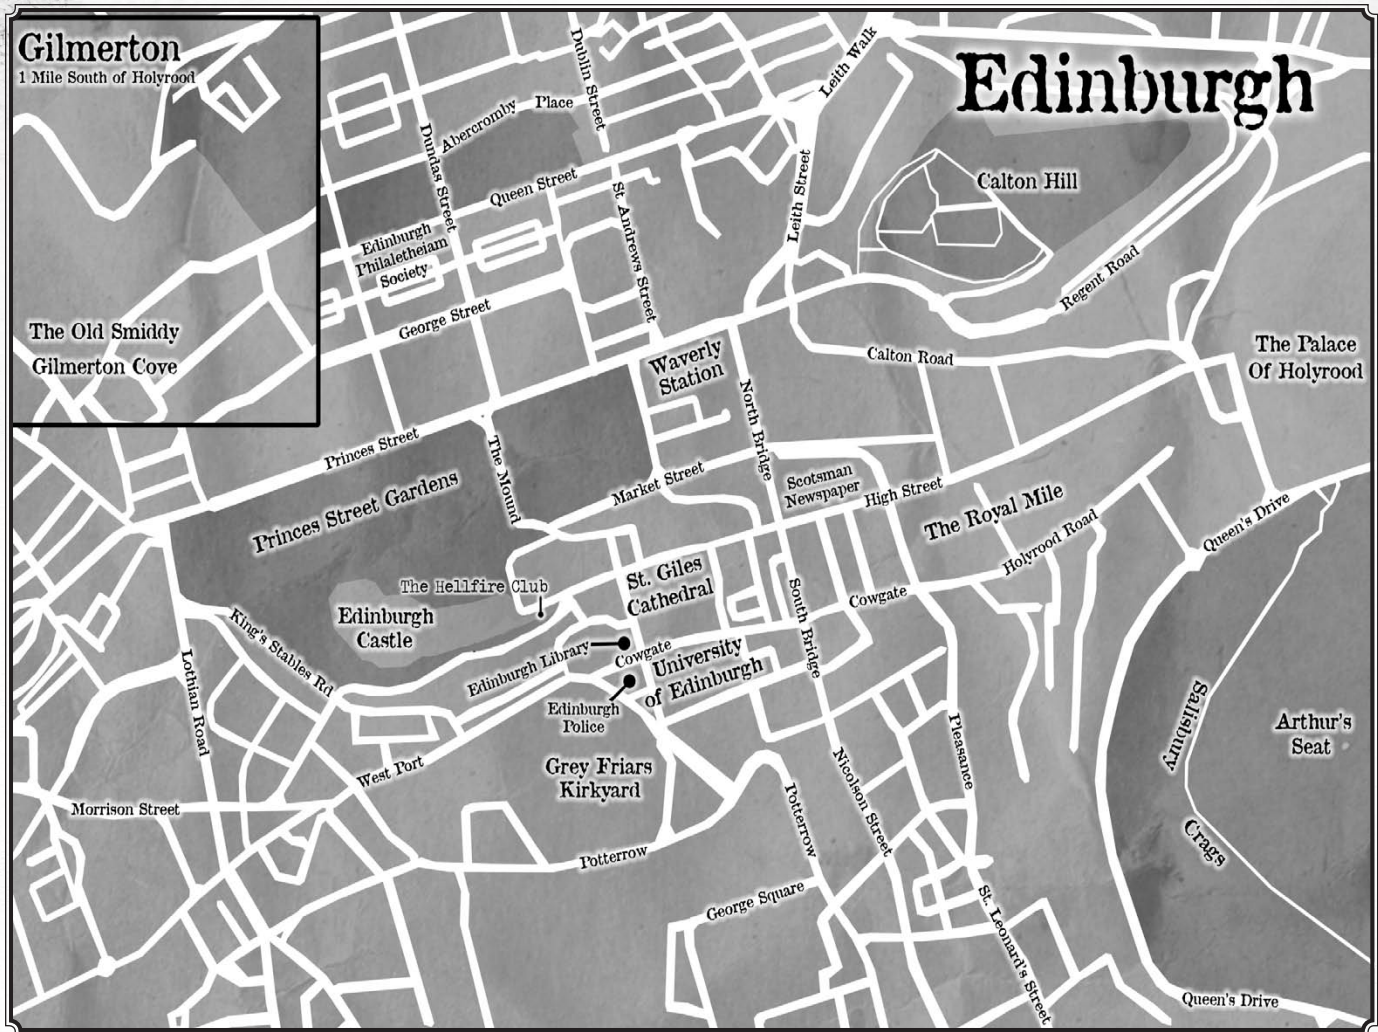 Gilmerton
1 Mile South of Holyrood
The Old Smiddy
Gilmerton Cove
Edinburgh
Dublin Street
Leith Walk
Abercromby Place
Dundas Street
Queen Street
Leith Street
Calton Hill
St. Andrews Street
Edinburgh
Philaletheiam
Society
George Street
Regent Road
Waverly
Station
Calton Road
The Palace
Of Holyrood
Princes Street
The Mound
North Bridge
Market Street
Scotsman
Newspaper
High Street
Princes Street Gardens
The Royal Mile
Holyrood Road
Queen's Drive
The Hellfire Club
St. Giles
Cathedral
Edinburgh
Castle
King's Stables Rd
South Bridge
Cowgate
Edinburgh Library
Cowgate
University
of Edinburgh
Lothian Road
Edinburgh
Police
Salisbury
Crags
Arthur's
Seat
West Port
Grey Friars
Kirkyard
Pleasance
Nicolson Street
Potterrow
Morrison Street
Potterrow
George Square
St. Leonard's Street
Queen's Drive